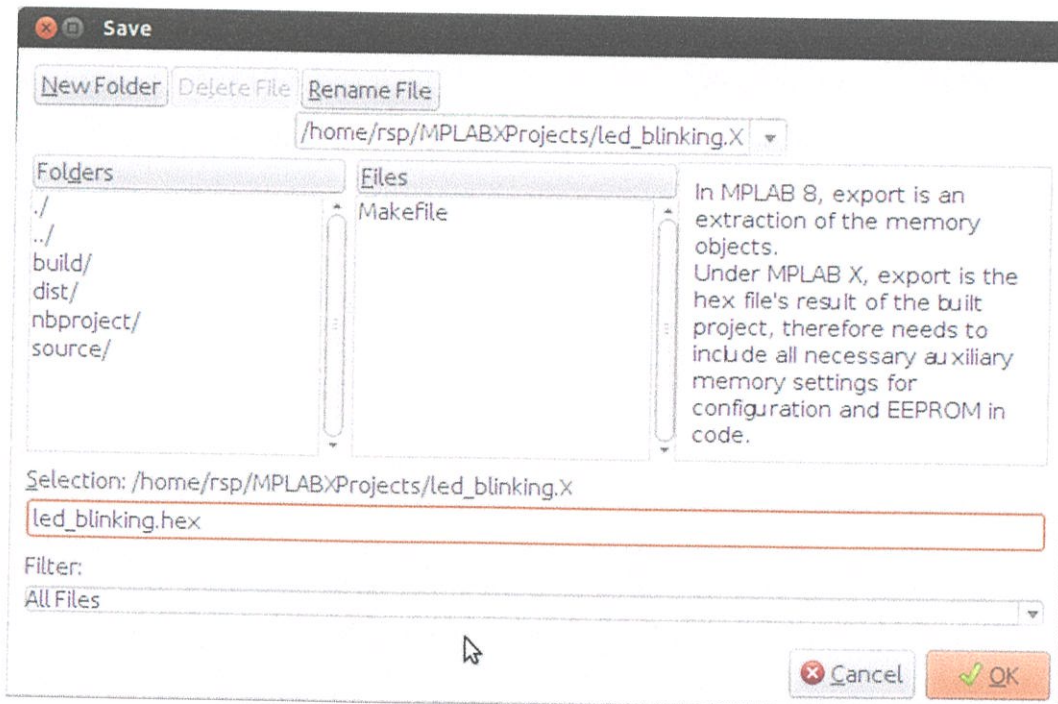 Save
New Folder Delete File Rename File
/home/rsp/MPLABXProjects/led_blinking.X
Folders
./
../
build/
dist/
nbproject/
source/
Files
Makefile
In MPLAB 8, export is an
extraction of the memory
objects.
Under MPLAB X, export is the
hex file's result of the built
project, therefore needs to
include all necessary auxiliary
memory settings for
configuration and EEPROM in
code.
Selection: /home/rsp/MPLABXProjects/led_blinking.X
led_blinking.hex
Filter:
All Files
Cancel OK